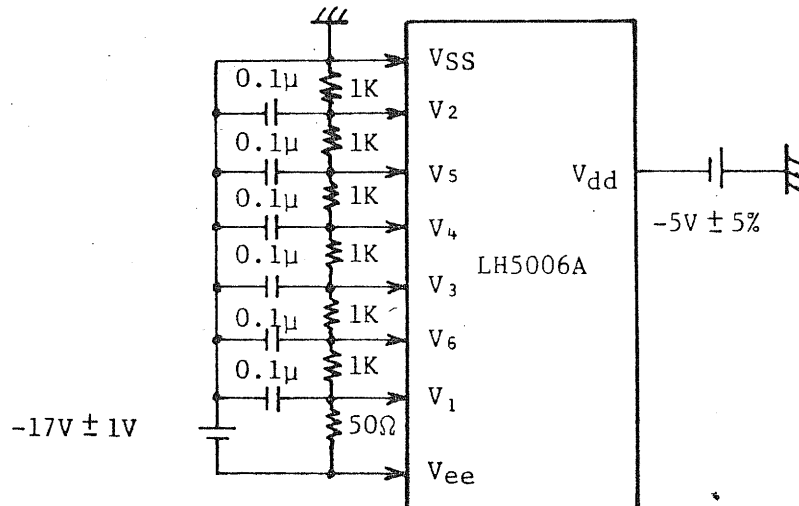 VSS
0.1μ
1K
V2
0.1μ
1K
V5
Vdd
0.1μ
1K
-5V ± 5%
V4
0.1μ
1K
LH5006A
V3
0.1μ
1K
V6
0.1μ
1K
V1
-17V ± 1V
50Ω
Vee